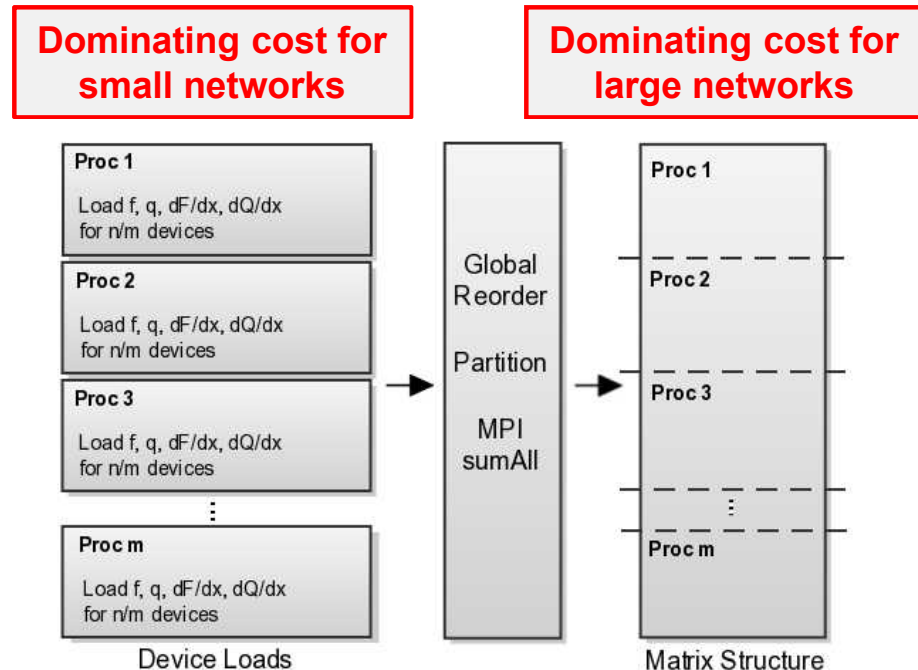 Dominating cost for
small networks
Dominating cost for
large networks
Proc 1
Load f, q, dF/dx, dQ/dx
for n/m devices
Proc 2
Load f, q, dF/dx, dQ/dx
for n/m devices
Proc 3
Load f, q, dF/dx, dQ/dx
for n/m devices
Proc m
Load f, q, dF/dx, dQ/dx
for n/m devices
Device Loads
Global
Reorder
Partition
MPI
sumAll
Proc 1
Proc 2
Proc 3
Proc m
Matrix Structure